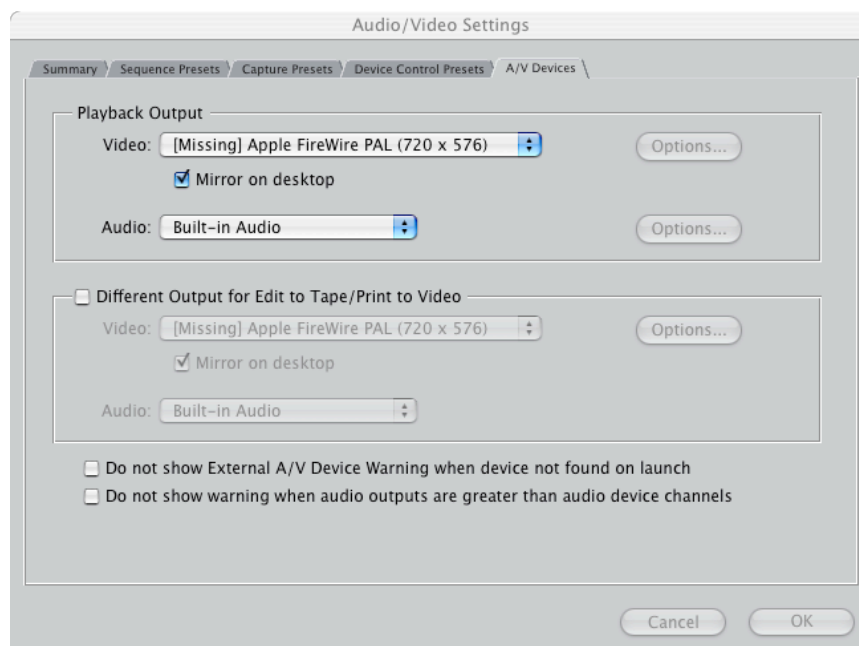 Audio/Video Settings
Summary Sequence Presets Capture Presets Device Control Presets A/V Devices
Playback Output
Video: [Missing] Apple FireWire PAL (720 x 576) Options...
Mirror on desktop
Audio: Built-in Audio Options...
Different Output for Edit to Tape/Print to Video
Video: [Missing] Apple FireWire PAL (720 x 576) Options...
Mirror on desktop
Audio: Built-in Audio
Do not show External A/V Device Warning when device not found on launch
Do not show warning when audio outputs are greater than audio device channels
Cancel OK